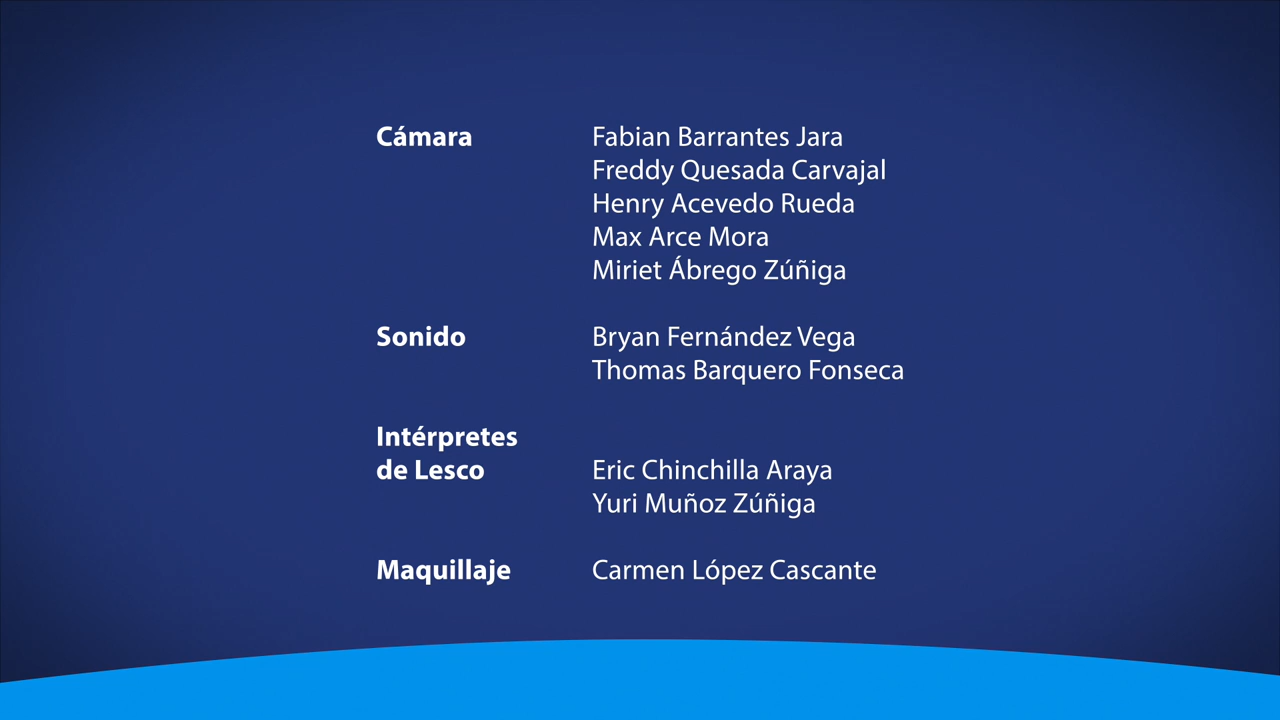 Cámara Fabian Barrantes Jara
Freddy Quesada Carvajal
Henry Acevedo Rueda
Max Arce Mora
Miriet Ábrego Zúñiga
Sonido Bryan Fernández Vega
Thomas Barquero Fonseca
Intérpretes
de Lesco Eric Chinchilla Araya
Yuri Muñoz Zúñiga
Maquillaje Carmen López Cascante